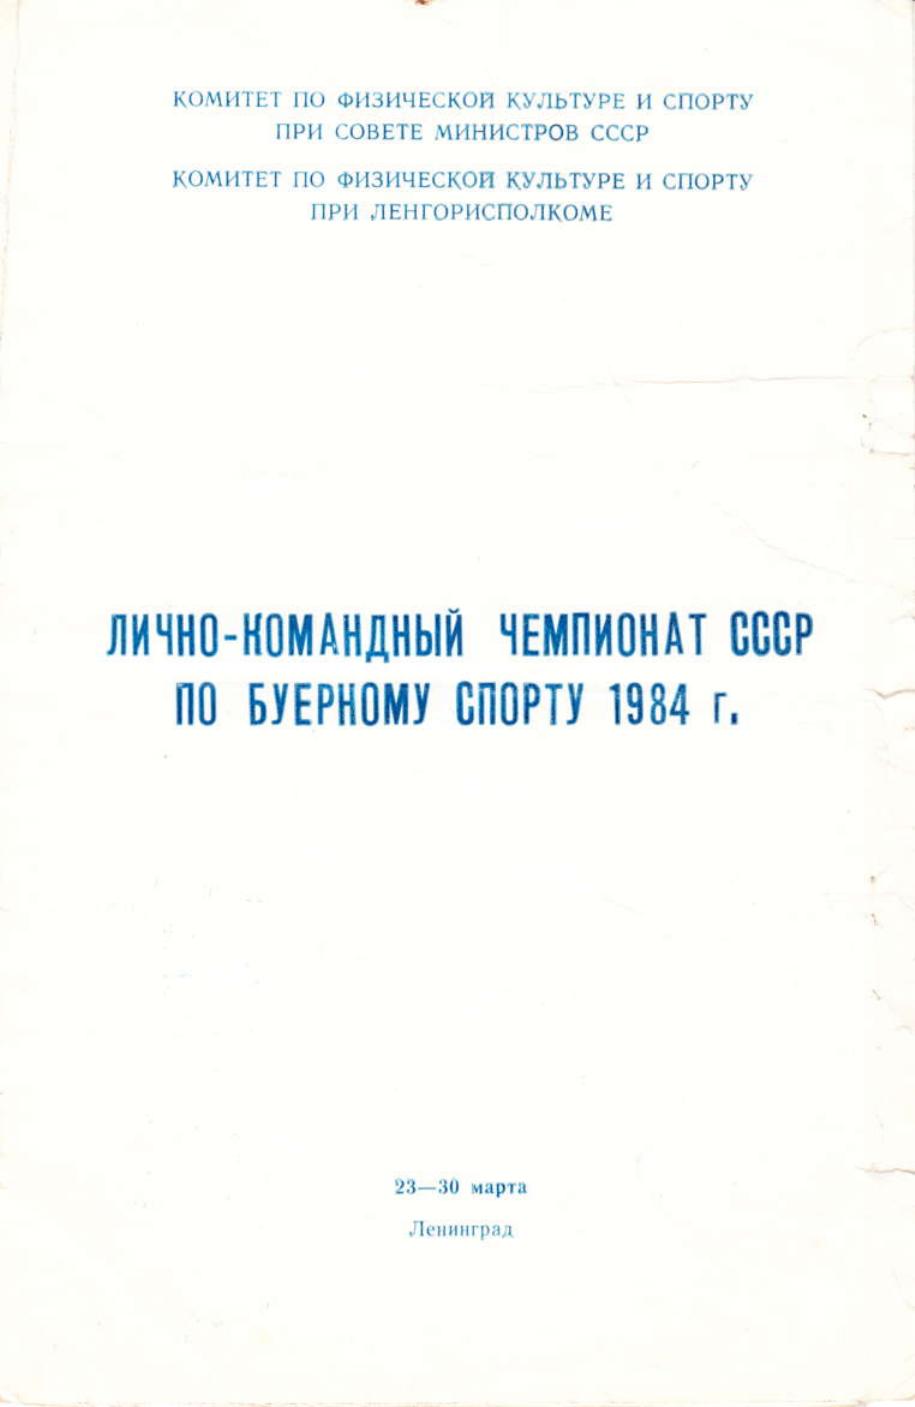 КОМИТЕТ ПО ФИЗИЧЕСКОЙ КУЛЬТУРЕ И СПОРТУ
ПРИ СОВЕТЕ МИНИСТРОВ СССР
КОМИТЕТ ПО ФИЗИЧЕСКОЙ КУЛЬТУРЕ И СПОРТУ
ПРИ ЛЕНГОРИСПОЛКОМЕ
ЛИЧНО-КОМАНДНЫЙ ЧЕМПИОНАТ СССР
ПО БУЕРНОМУ СПОРТУ 1984 г.
23—30 марта
Ленинград